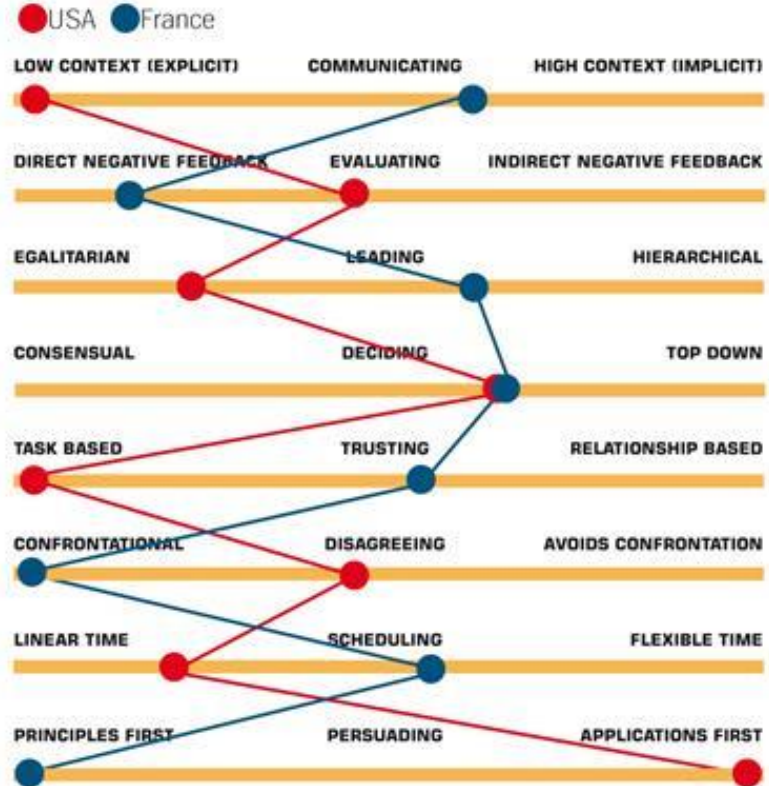 USA France
LOW CONTEXT (EXPLICIT) COMMUNICATING HIGH CONTEXT (IMPLICIT)
DIRECT NEGATIVE FEEDBACK EVALUATING INDIRECT NEGATIVE FEEDBACK
EGALITARIAN LEADING HIERARCHICAL
CONSENSUAL DECIDING TOP DOWN
TASK BASED TRUSTING RELATIONSHIP BASED
CONFRONTATIONAL DISAGREEING AVOIDS CONFRONTATION
LINEAR TIME SCHEDULING FLEXIBLE TIME
PRINCIPLES FIRST PERSUADING APPLICATIONS FIRST